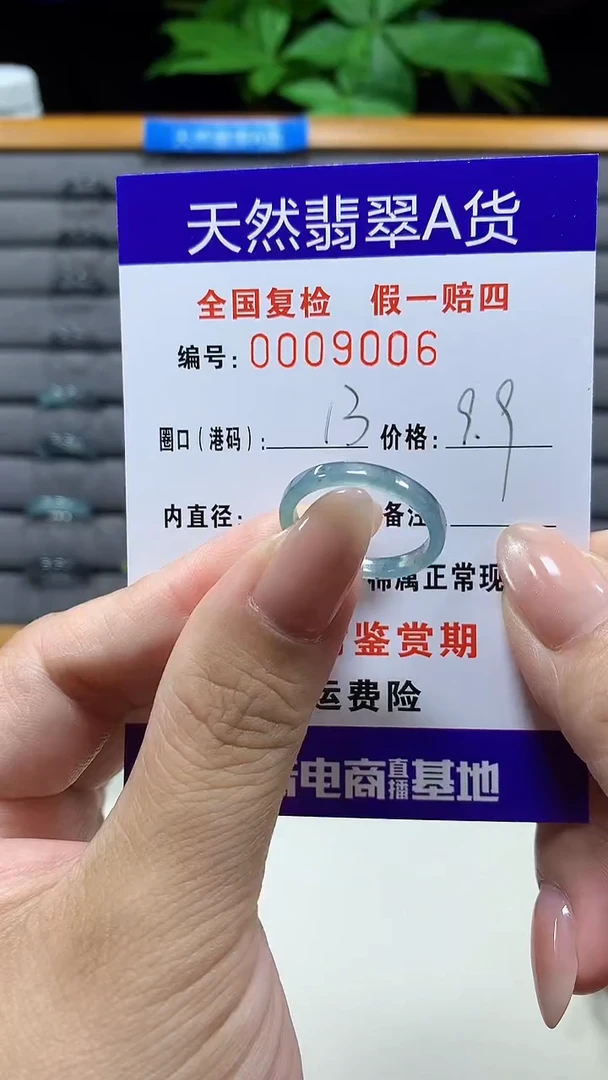 天然翡翠A货
全国复检 假一赔四
编号：0009006
圈口（港码）：13 价格：9.9
内直径： 备注
属正常现
鉴赏期
运费险
电商直播基地